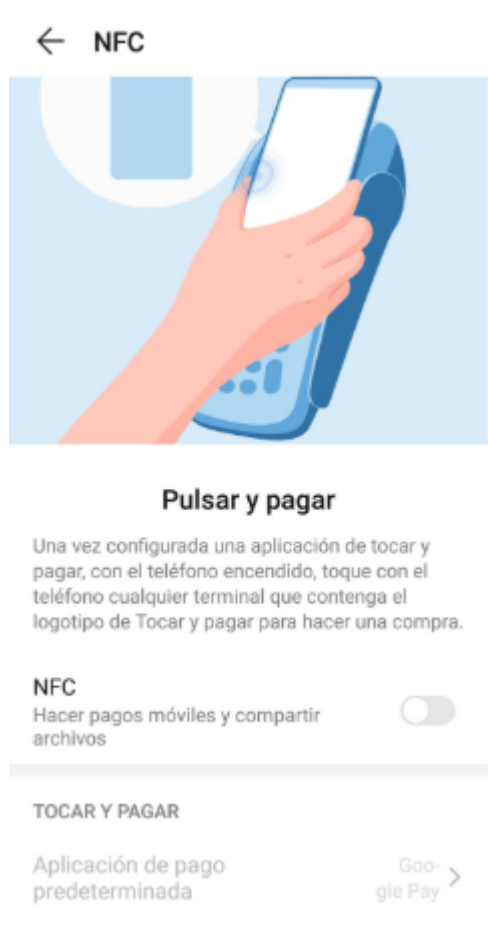 NFC
Pulsar y pagar
Una vez configurada una aplicación de tocar y
pagar, con el teléfono encendido, toque con el
teléfono cualquier terminal que contenga el
logotipo de Tocar y pagar para hacer una compra.
NFC
Hacer pagos móviles y compartir
archivos
TOCAR Y PAGAR
Aplicación de pago
predeterminada
Goo-
gle Pay